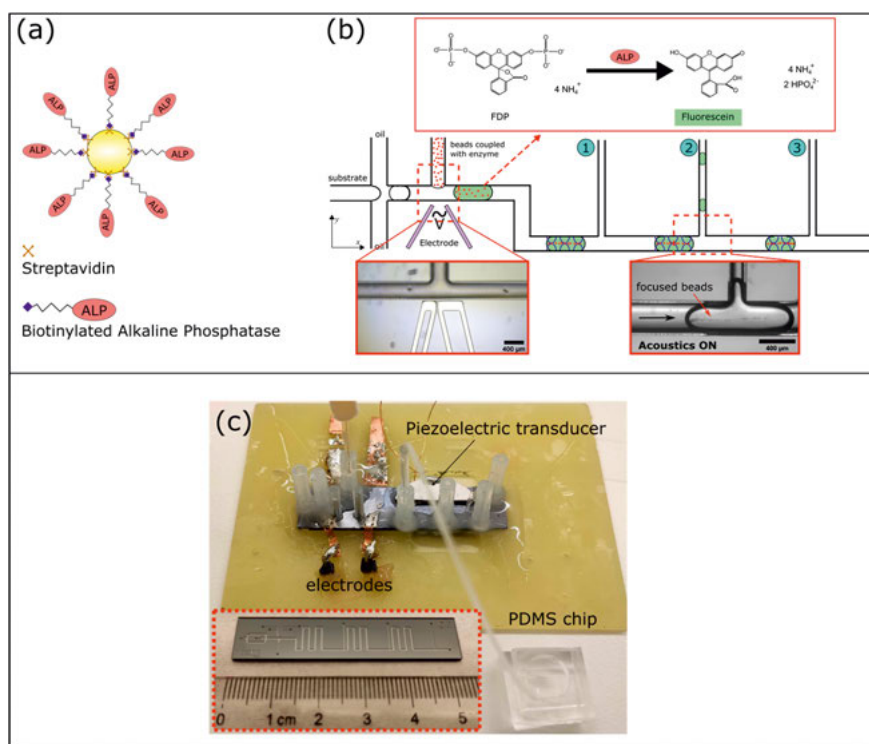 (a)
ALP
ALP
ALP
ALP
ALP
ALP
ALP
ALP
Streptavidin
ALP
Biotinylated Alkaline Phosphatase
(b)
ALP
4 NH₄⁺
4 NH₄⁺
2 HPO₄²⁻
FDP
Fluorescein
oil
beads coupled
with enzyme
substrate
oil
Electrode
y
x
1
2
3
400 µm
focused beads
Acoustics ON
400 µm
(c)
Piezoelectric transducer
electrodes
PDMS chip
0 1 cm 2 3 4 5